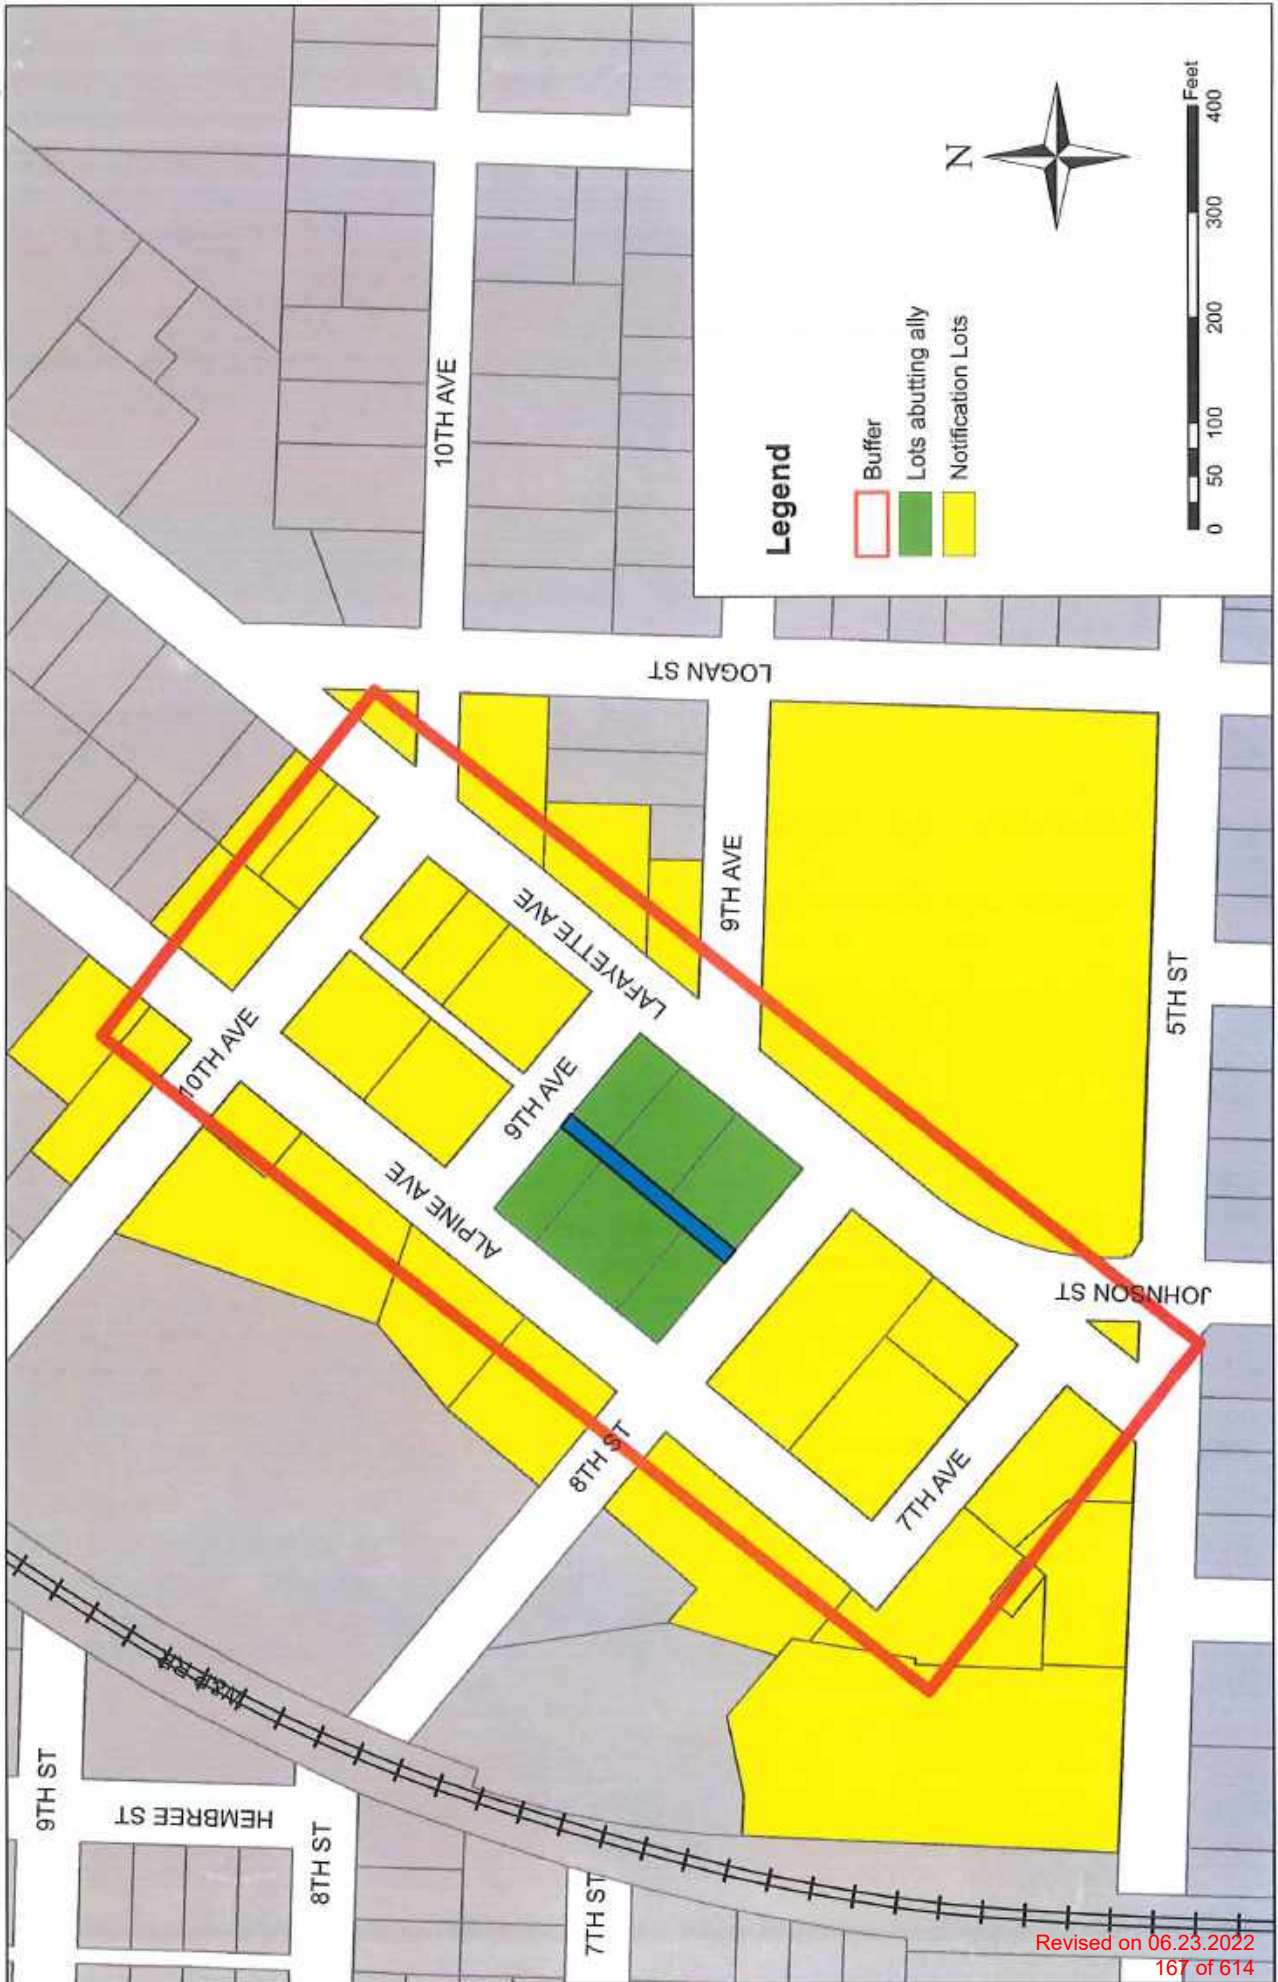 10TH AVE
LOGAN ST
9TH AVE
LAFAYETTE AVE
10TH AVE
9TH AVE
ALPINE AVE
5TH ST
JOHNSON ST
8TH ST
7TH AVE
W&P RR
9TH ST
HEMBREE ST
8TH ST
7TH ST
Legend
Buffer
Lots abutting ally
Notification Lots
N
0 50 100 200 300 400
Feet
Revised on 06.23.2022
167 of 614